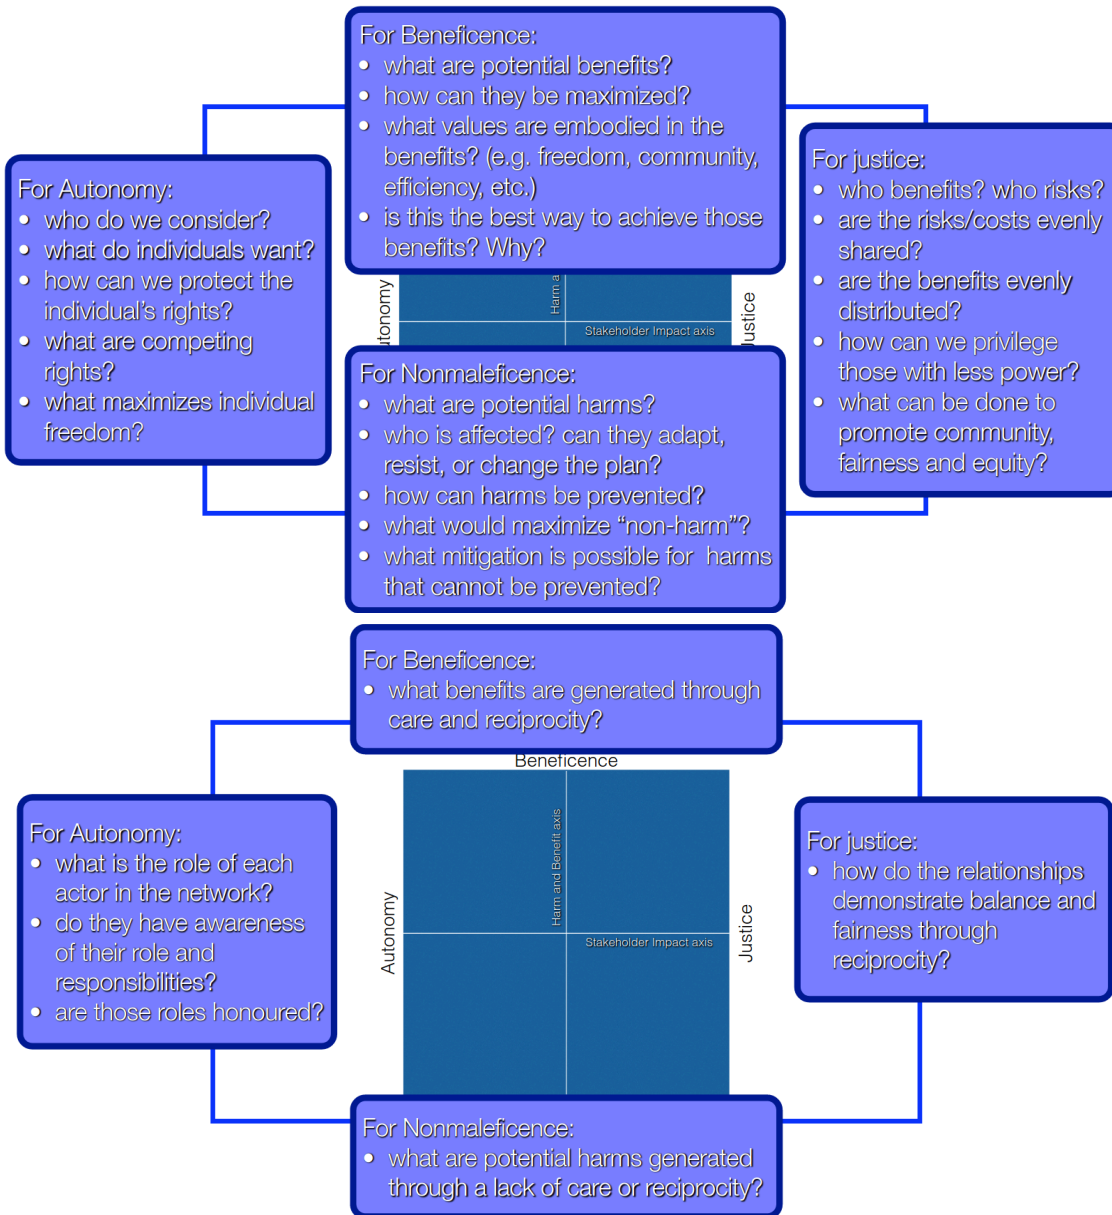 For Beneficence:
• what are potential benefits?
• how can they be maximized?
• what values are embodied in the
benefits? (e.g. freedom, community,
efficiency, etc.)
• is this the best way to achieve those
benefits? Why?
For Autonomy:
• who do we consider?
• what do individuals want?
• how can we protect the
individual's rights?
• what are competing
rights?
• what maximizes individual
freedom?
For justice:
• who benefits? who risks?
• are the risks/costs evenly
shared?
• are the benefits evenly
distributed?
• how can we privilege
those with less power?
• what can be done to
promote community,
fairness and equity?
utonomy
Harm a
Stakeholder Impact axis
Justice
For Nonmaleficence:
• what are potential harms?
• who is affected? can they adapt,
resist, or change the plan?
• how can harms be prevented?
• what would maximize “non-harm”?
• what mitigation is possible for harms
that cannot be prevented?
For Beneficence:
• what benefits are generated through
care and reciprocity?
Beneficence
For Autonomy:
• what is the role of each
actor in the network?
• do they have awareness
of their role and
responsibilities?
• are those roles honoured?
Autonomy
Harm and Benefit axis
Stakeholder Impact axis
Justice
For justice:
• how do the relationships
demonstrate balance and
fairness through
reciprocity?
For Nonmaleficence:
• what are potential harms generated
through a lack of care or reciprocity?